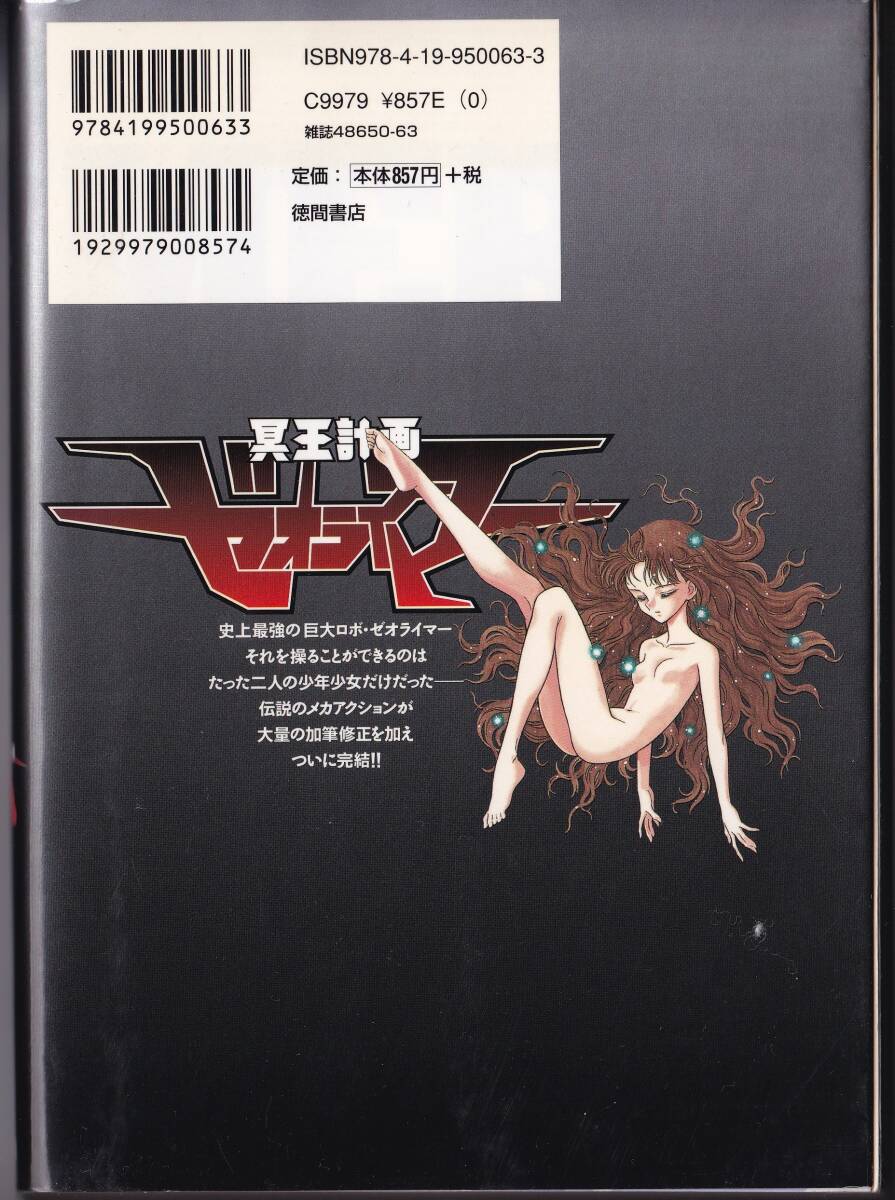 ISBN978-4-19-950063-3
C9979 ¥857E (0)
雑誌48650-63
9784199500633
定価： 本体857円 +税
徳間書店
1929979008574
冥王計画
ゼオライマー
史上最強の巨大ロボ・ゼオライマー
それを操ることができるのは
たった二人の少年少女だけだった――
伝説のメカアクションが
大量の加筆修正を加え
ついに完結!!